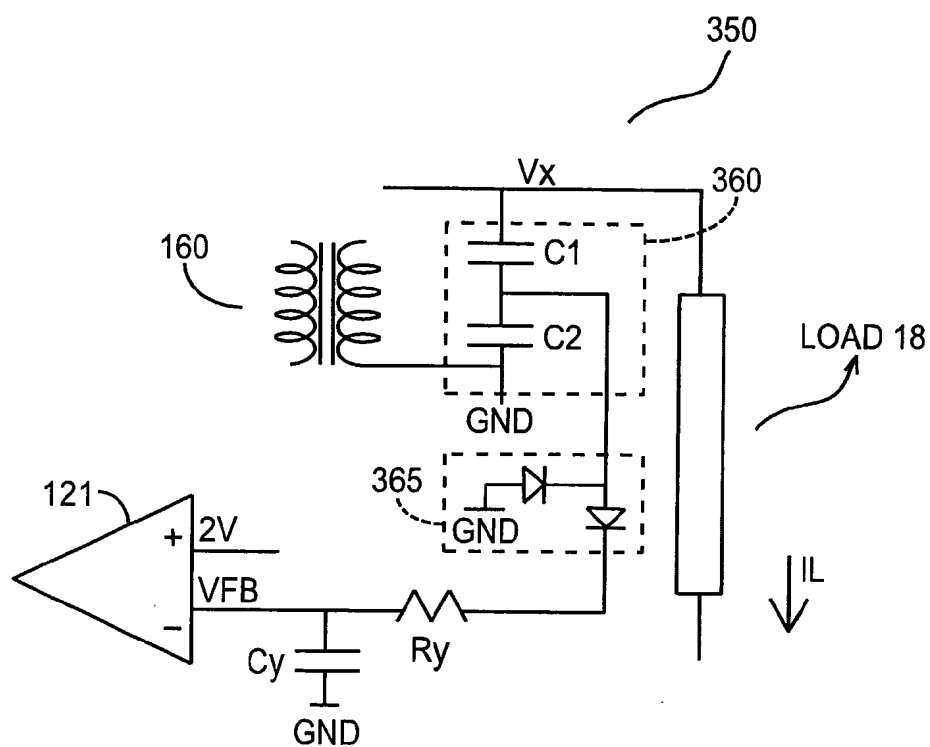 350
Vx
360
160
C1
C2
LOAD 18
GND
365
GND
121
+ 2V
VFB
−
IL
Cy
Ry
GND